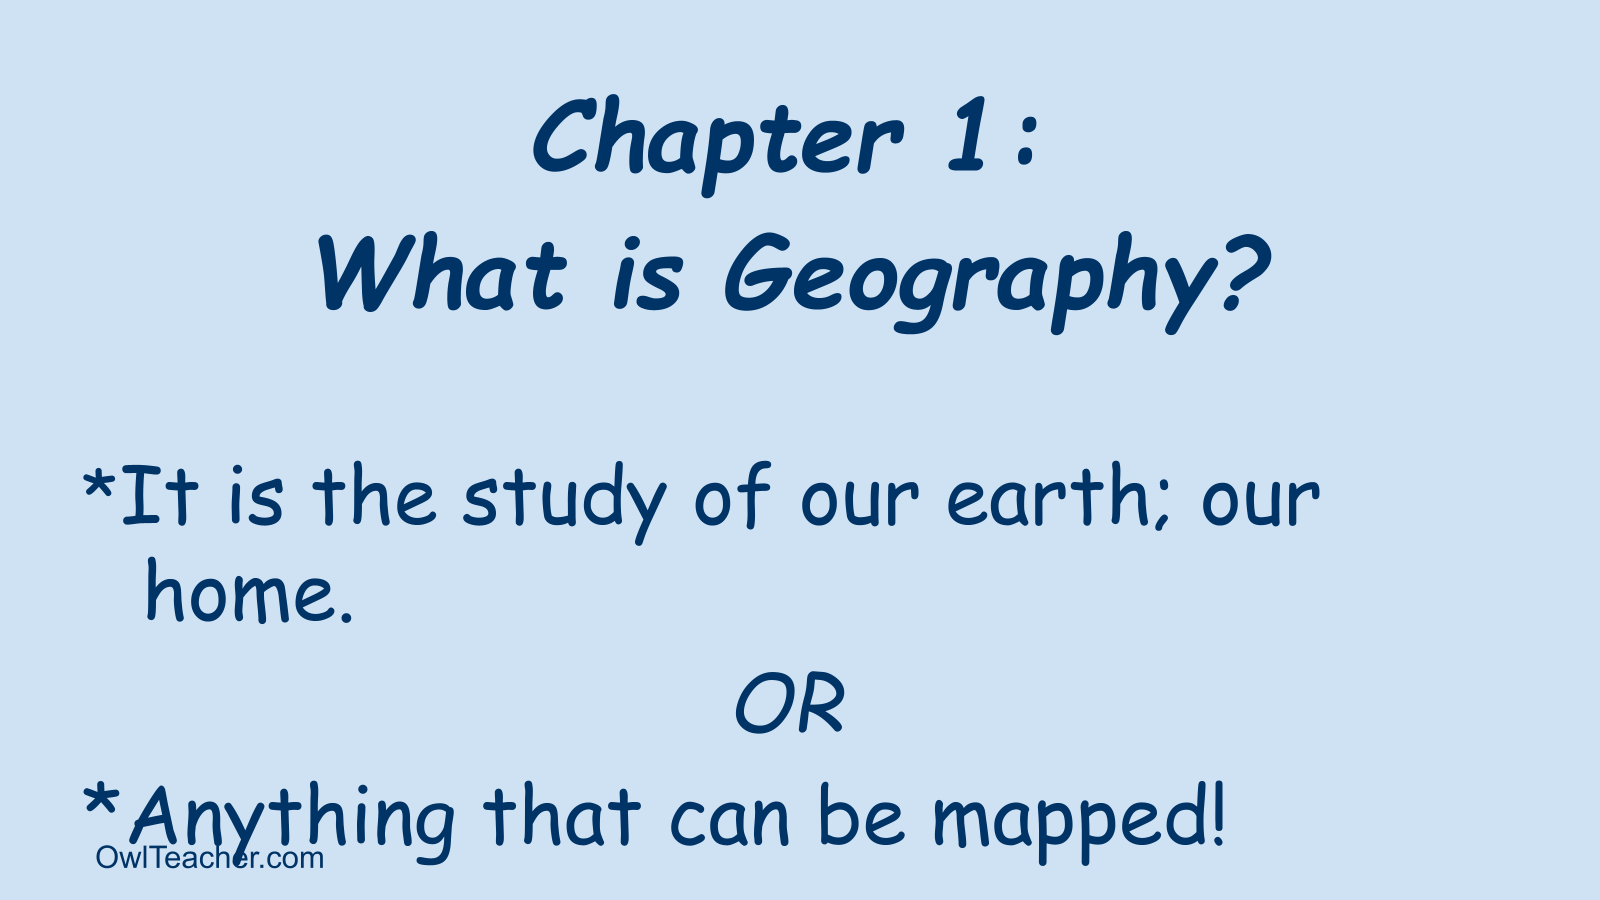 Chapter 1:
What is Geography?
*It is the study of our earth; our
home.
OR
*Anything that can be mapped!
OwlTeacher.com